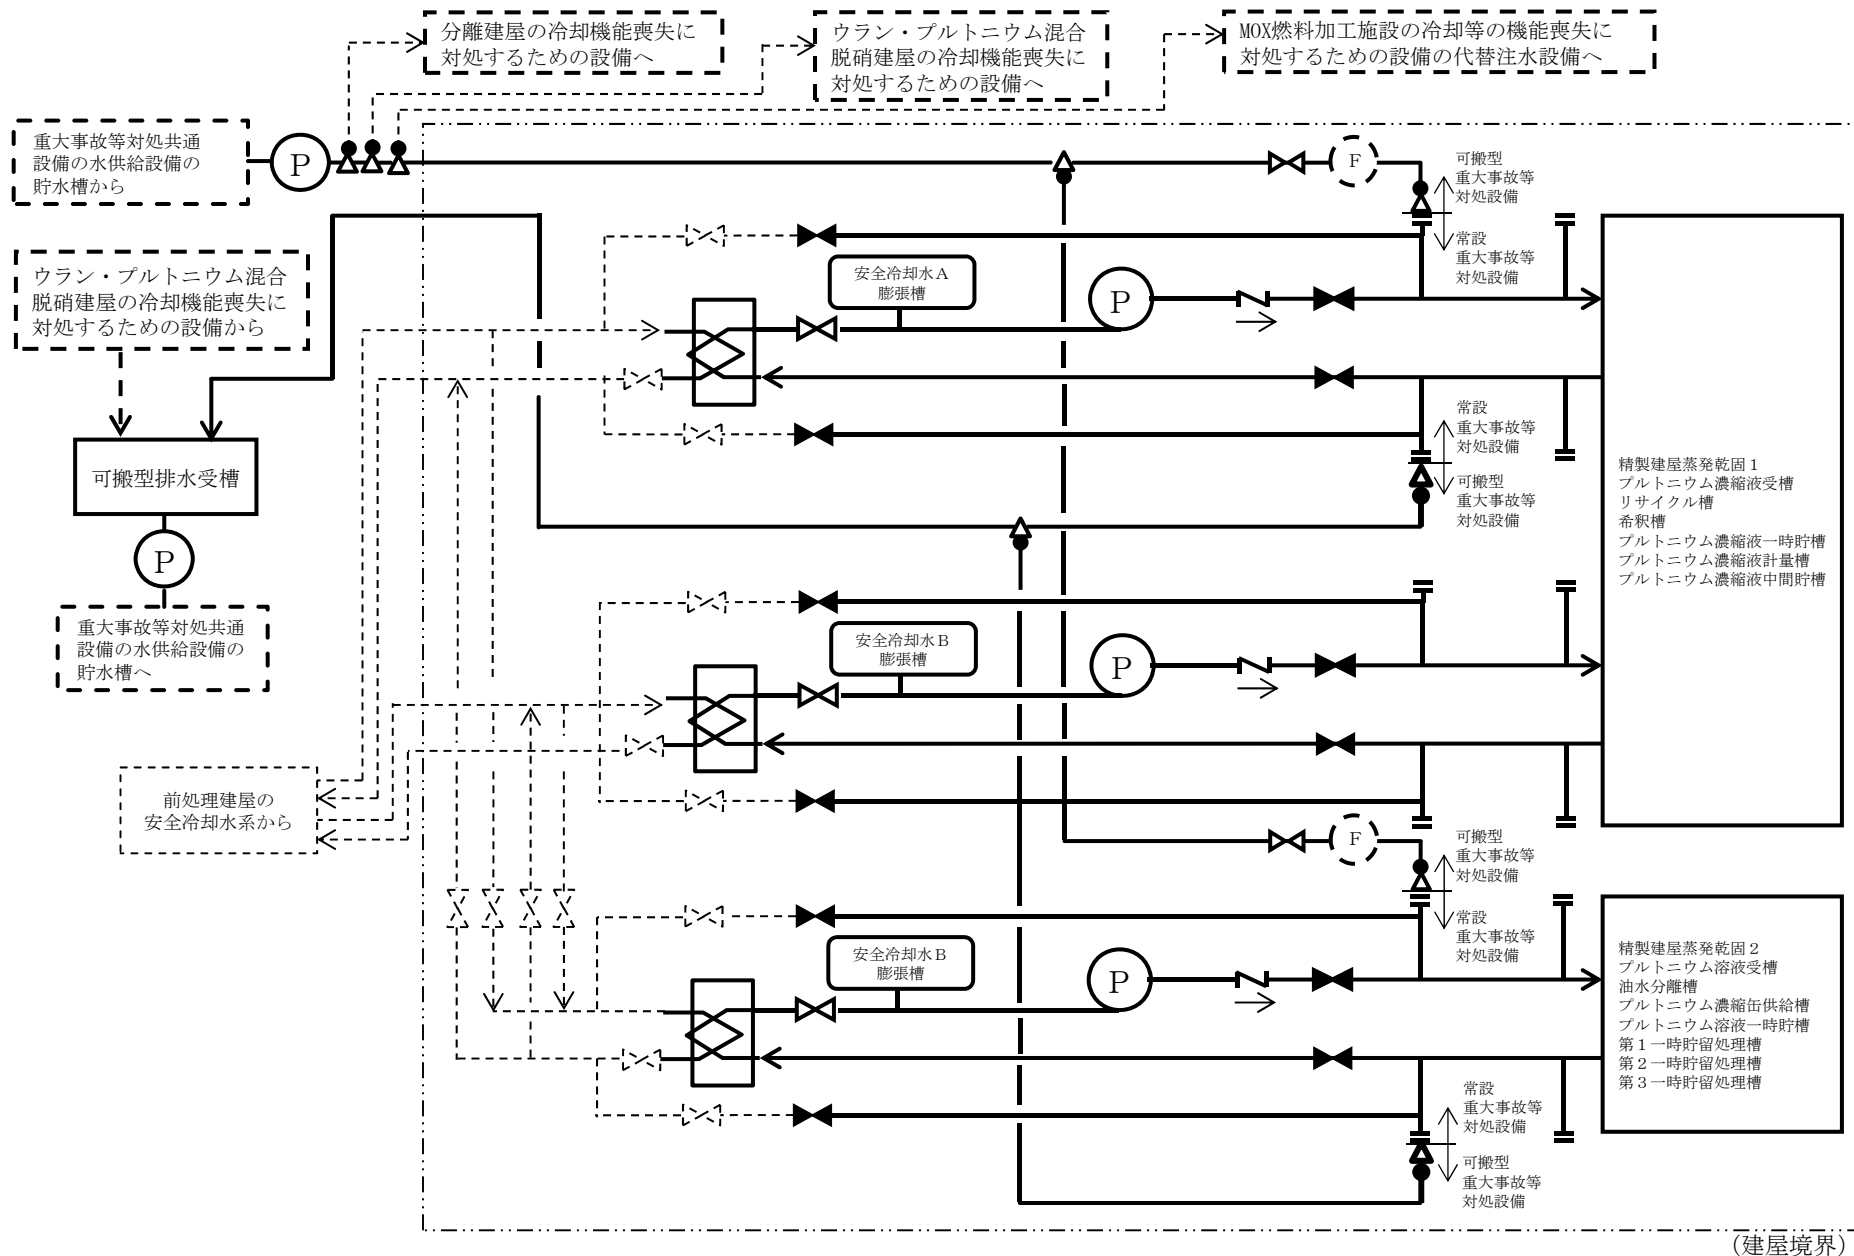 分離建屋の冷却機能喪失に
対処するための設備へ
ウラン・プルトニウム混合
脱硝建屋の冷却機能喪失に
対処するための設備へ
MOX燃料加工施設の冷却等の機能喪失に
対処するための設備の代替注水設備へ
重大事故等対処共通
設備の水供給設備の
貯水槽から
P
F
可搬型
重大事故等
対処設備
常設
重大事故等
対処設備
ウラン・プルトニウム混合
脱硝建屋の冷却機能喪失に
対処するための設備から
安全冷却水A
膨張槽
P
常設
重大事故等
対処設備
可搬型
重大事故等
対処設備
可搬型排水受槽
P
重大事故等対処共通
設備の水供給設備の
貯水槽へ
精製建屋蒸発乾固1
プルトニウム濃縮液受槽
リサイクル槽
希釈槽
プルトニウム濃縮液一時貯槽
プルトニウム濃縮液計量槽
プルトニウム濃縮液中間貯槽
安全冷却水B
膨張槽
P
前処理建屋の
安全冷却水系から
F
可搬型
重大事故等
対処設備
常設
重大事故等
対処設備
安全冷却水B
膨張槽
P
精製建屋蒸発乾固2
プルトニウム溶液受槽
油水分離槽
プルトニウム濃縮缶供給槽
プルトニウム溶液一時貯槽
第1一時貯留処理槽
第2一時貯留処理槽
第3一時貯留処理槽
常設
重大事故等
対処設備
可搬型
重大事故等
対処設備
(建屋境界)